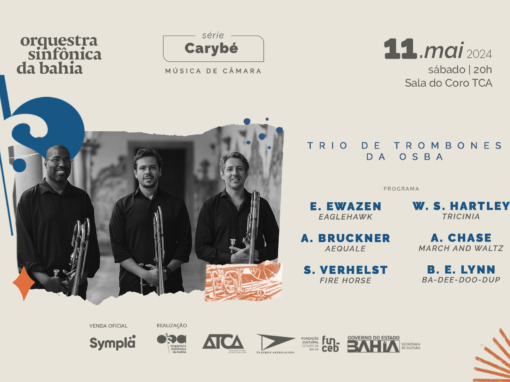 orquestra
sinfônica
da bahia
série
Carybé
MÚSICA DE CÂMARA
11.mai 2024
sábado | 20h
Sala do Coro TCA
TRIO DE TROMBONES
DA OSBA
PROGRAMA
E. EWAZEN
EAGLEHAWK
W. S. HARTLEY
TRICINIA
A. BRUCKNER
AEQUALE
A. CHASE
MARCH AND WALTZ
S. VERHELST
FIRE HORSE
B. E. LYNN
BA-DEE-DOO-DUP
VENDA OFICIAL
Sympla
REALIZAÇÃO
ATCA
funceb
GOVERNO DO ESTADO
BAHIA